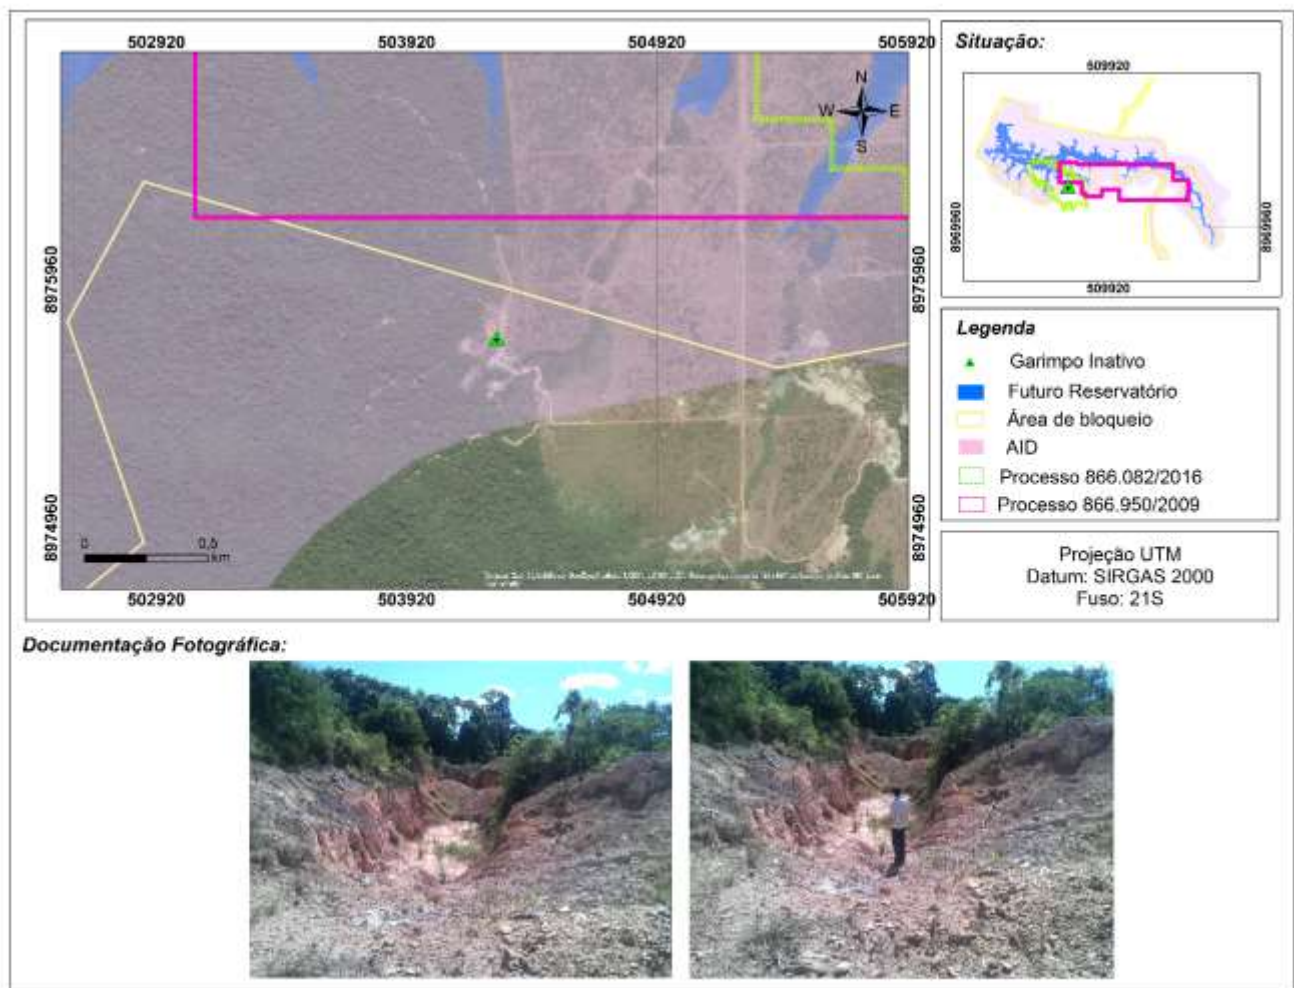 502920 503920 504920 505920
N
W E
S
8975960
8974960
0 0,5
km
502920 503920 504920 505920
Situação:
509920
8969960 8969960
509920
Legenda
Garimpo Inativo
Futuro Reservatório
Área de bloqueio
AID
Processo 866.082/2016
Processo 866.950/2009
Projeção UTM
Datum: SIRGAS 2000
Fuso: 21S
Documentação Fotográfica: